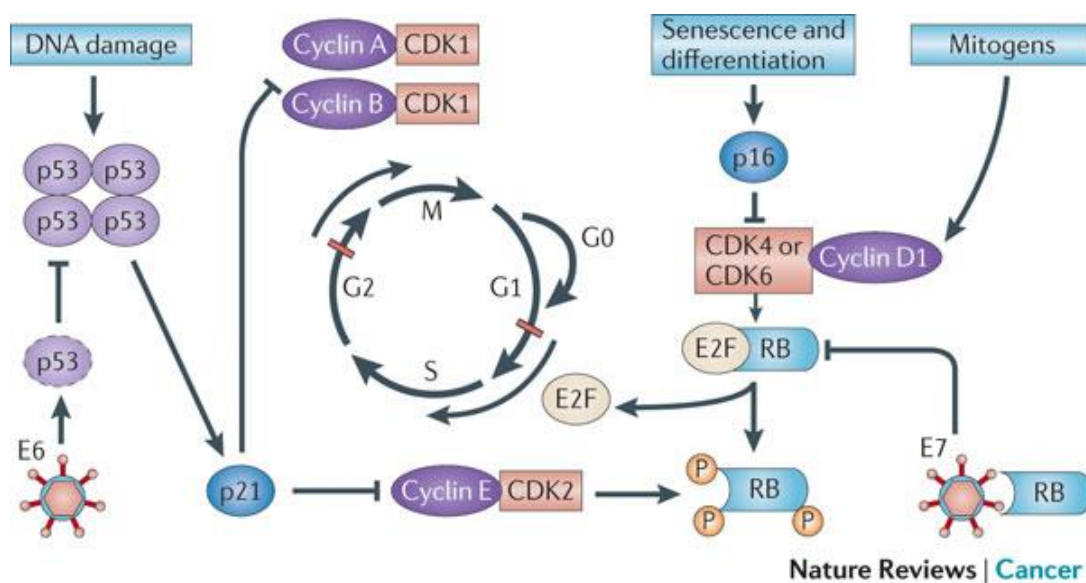 DNA damage
Cyclin A CDK1
Cyclin B CDK1
Senescence and
differentiation
Mitogens
p53 p53
p53 p53
p16
M
G0
G1
G2
S
CDK4 or
CDK6
Cyclin D1
E2F RB
E2F
p53
E6
p21
Cyclin E CDK2
P
RB
P
P
E7
RB
Nature Reviews | Cancer